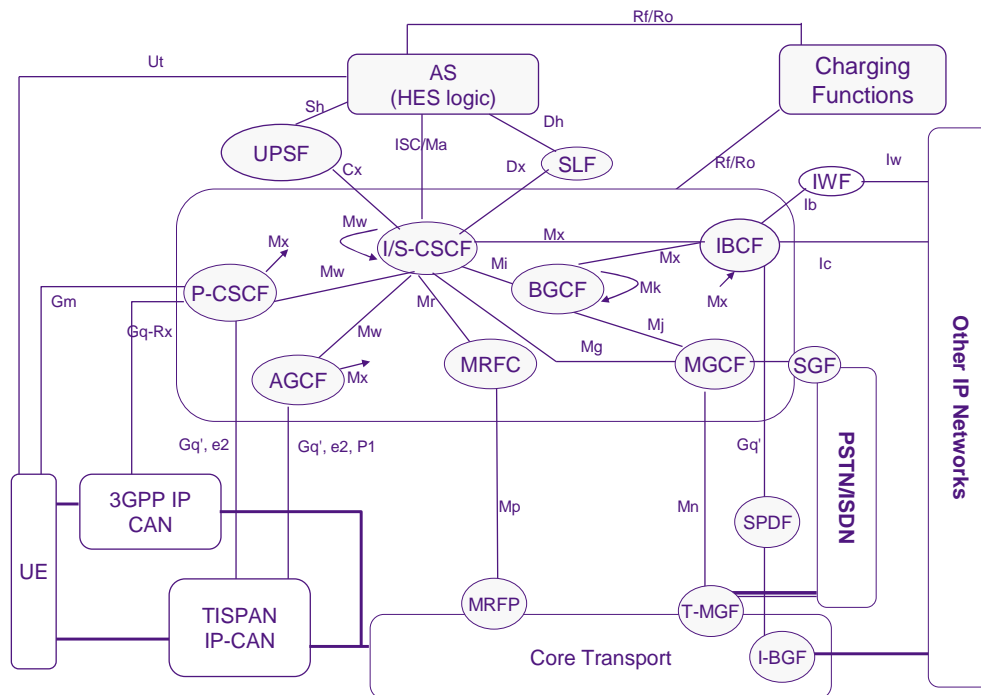 Rf/Ro
Ut
AS
(HES logic)
Charging
Functions
Sh
Dh
ISC/Ma
UPSF
SLF
Cx
Dx
Rf/Ro
Iw
IWF
Ib
Mw
I/S-CSCF
Mx
IBCF
Mx
Mx
Mi
Ic
P-CSCF
Mw
BGCF
Mk
Mx
Gm
Mr
Gq-Rx
Mw
Mj
Mg
MRFC
MGCF
SGF
AGCF
Mx
Other IP Networks
PSTN/ISDN
Gq', e2
Gq', e2, P1
Gq'
3GPP IP
CAN
Mp
Mn
SPDF
UE
TISPAN
IP-CAN
MRFP
T-MGF
Core Transport
I-BGF